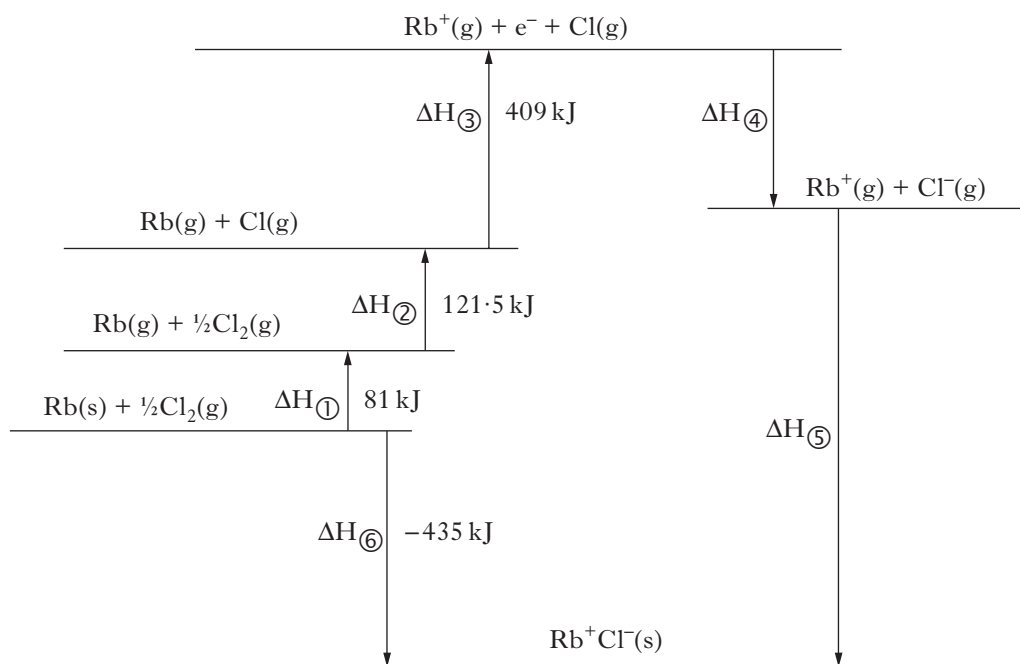 Rb⁺(g) + e⁻ + Cl(g)
ΔH③ 409 kJ
ΔH④
Rb⁺(g) + Cl⁻(g)
Rb(g) + Cl(g)
ΔH② 121·5 kJ
Rb(g) + ½Cl₂(g)
Rb(s) + ½Cl₂(g)
ΔH① 81 kJ
ΔH⑤
ΔH⑥ −435 kJ
Rb⁺Cl⁻(s)